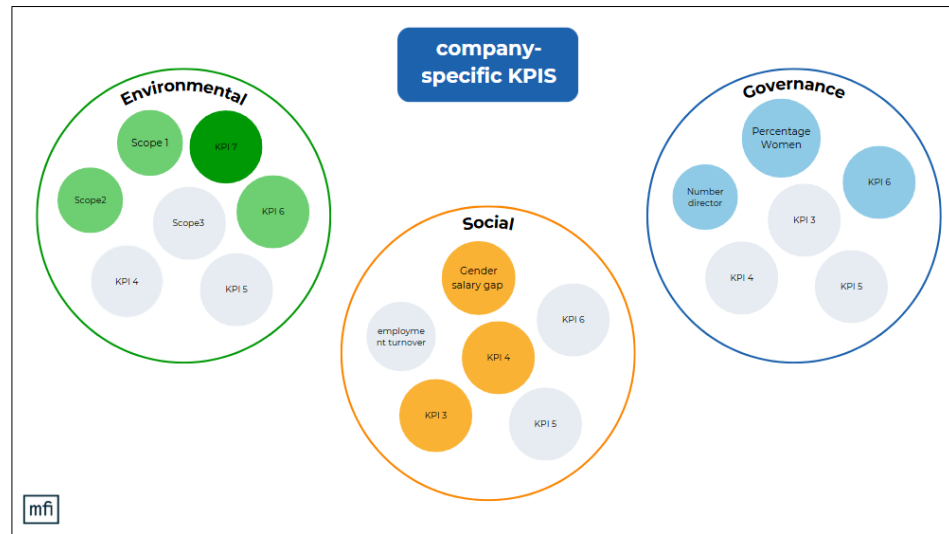 company-
specific KPIS
Environmental
Scope 1
KPI 7
Scope2
Scope3
KPI 6
KPI 4
KPI 5
Social
Gender
salary gap
employme
nt turnover
KPI 6
KPI 4
KPI 3
KPI 5
Governance
Percentage
Women
Number
director
KPI 6
KPI 3
KPI 4
KPI 5
mfi